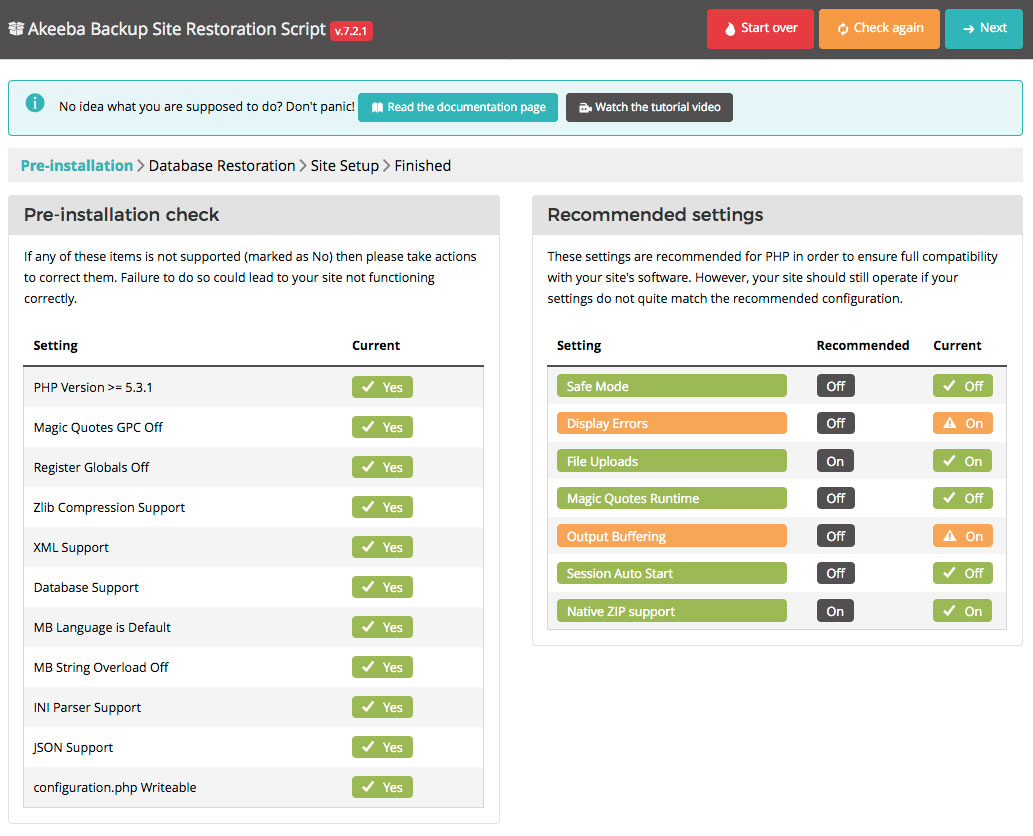 Akeeba Backup Site Restoration Script v.7.2.1
Start over
Check again
Next
No idea what you are supposed to do? Don't panic! Read the documentation page Watch the tutorial video
Pre-installation Database Restoration Site Setup Finished
Pre-installation check
If any of these items is not supported (marked as No) then please take actions
to correct them. Failure to do so could lead to your site not functioning
correctly.
Setting Current
PHP Version >= 5.3.1 Yes
Magic Quotes GPC Off Yes
Register Globals Off Yes
Zlib Compression Support Yes
XML Support Yes
Database Support Yes
MB Language is Default Yes
MB String Overload Off Yes
INI Parser Support Yes
JSON Support Yes
configuration.php Writeable Yes
Recommended settings
These settings are recommended for PHP in order to ensure full compatibility
with your site's software. However, your site should still operate if your
settings do not quite match the recommended configuration.
Setting Recommended Current
Safe Mode Off Off
Display Errors Off On
File Uploads On On
Magic Quotes Runtime Off Off
Output Buffering Off On
Session Auto Start Off Off
Native ZIP support On On